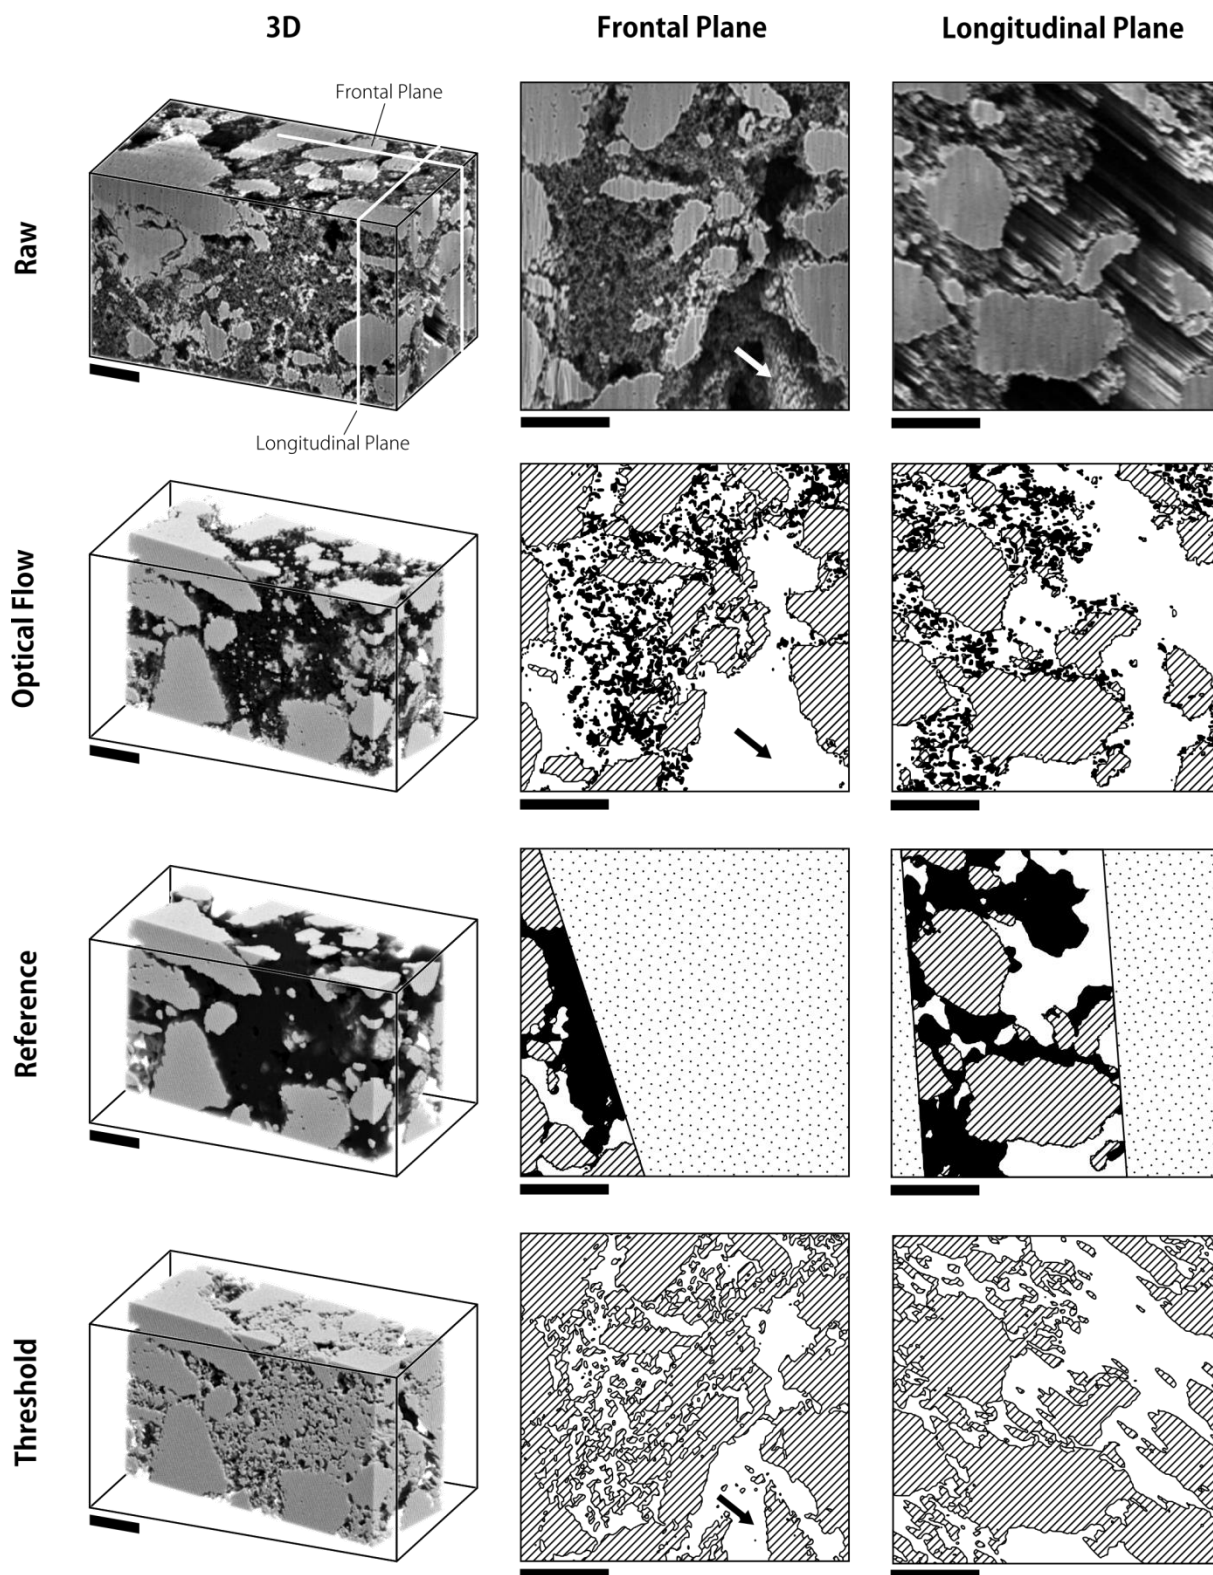 3D
Frontal Plane
Longitudinal Plane
Raw
Frontal Plane
Longitudinal Plane
Optical Flow
Reference
Threshold